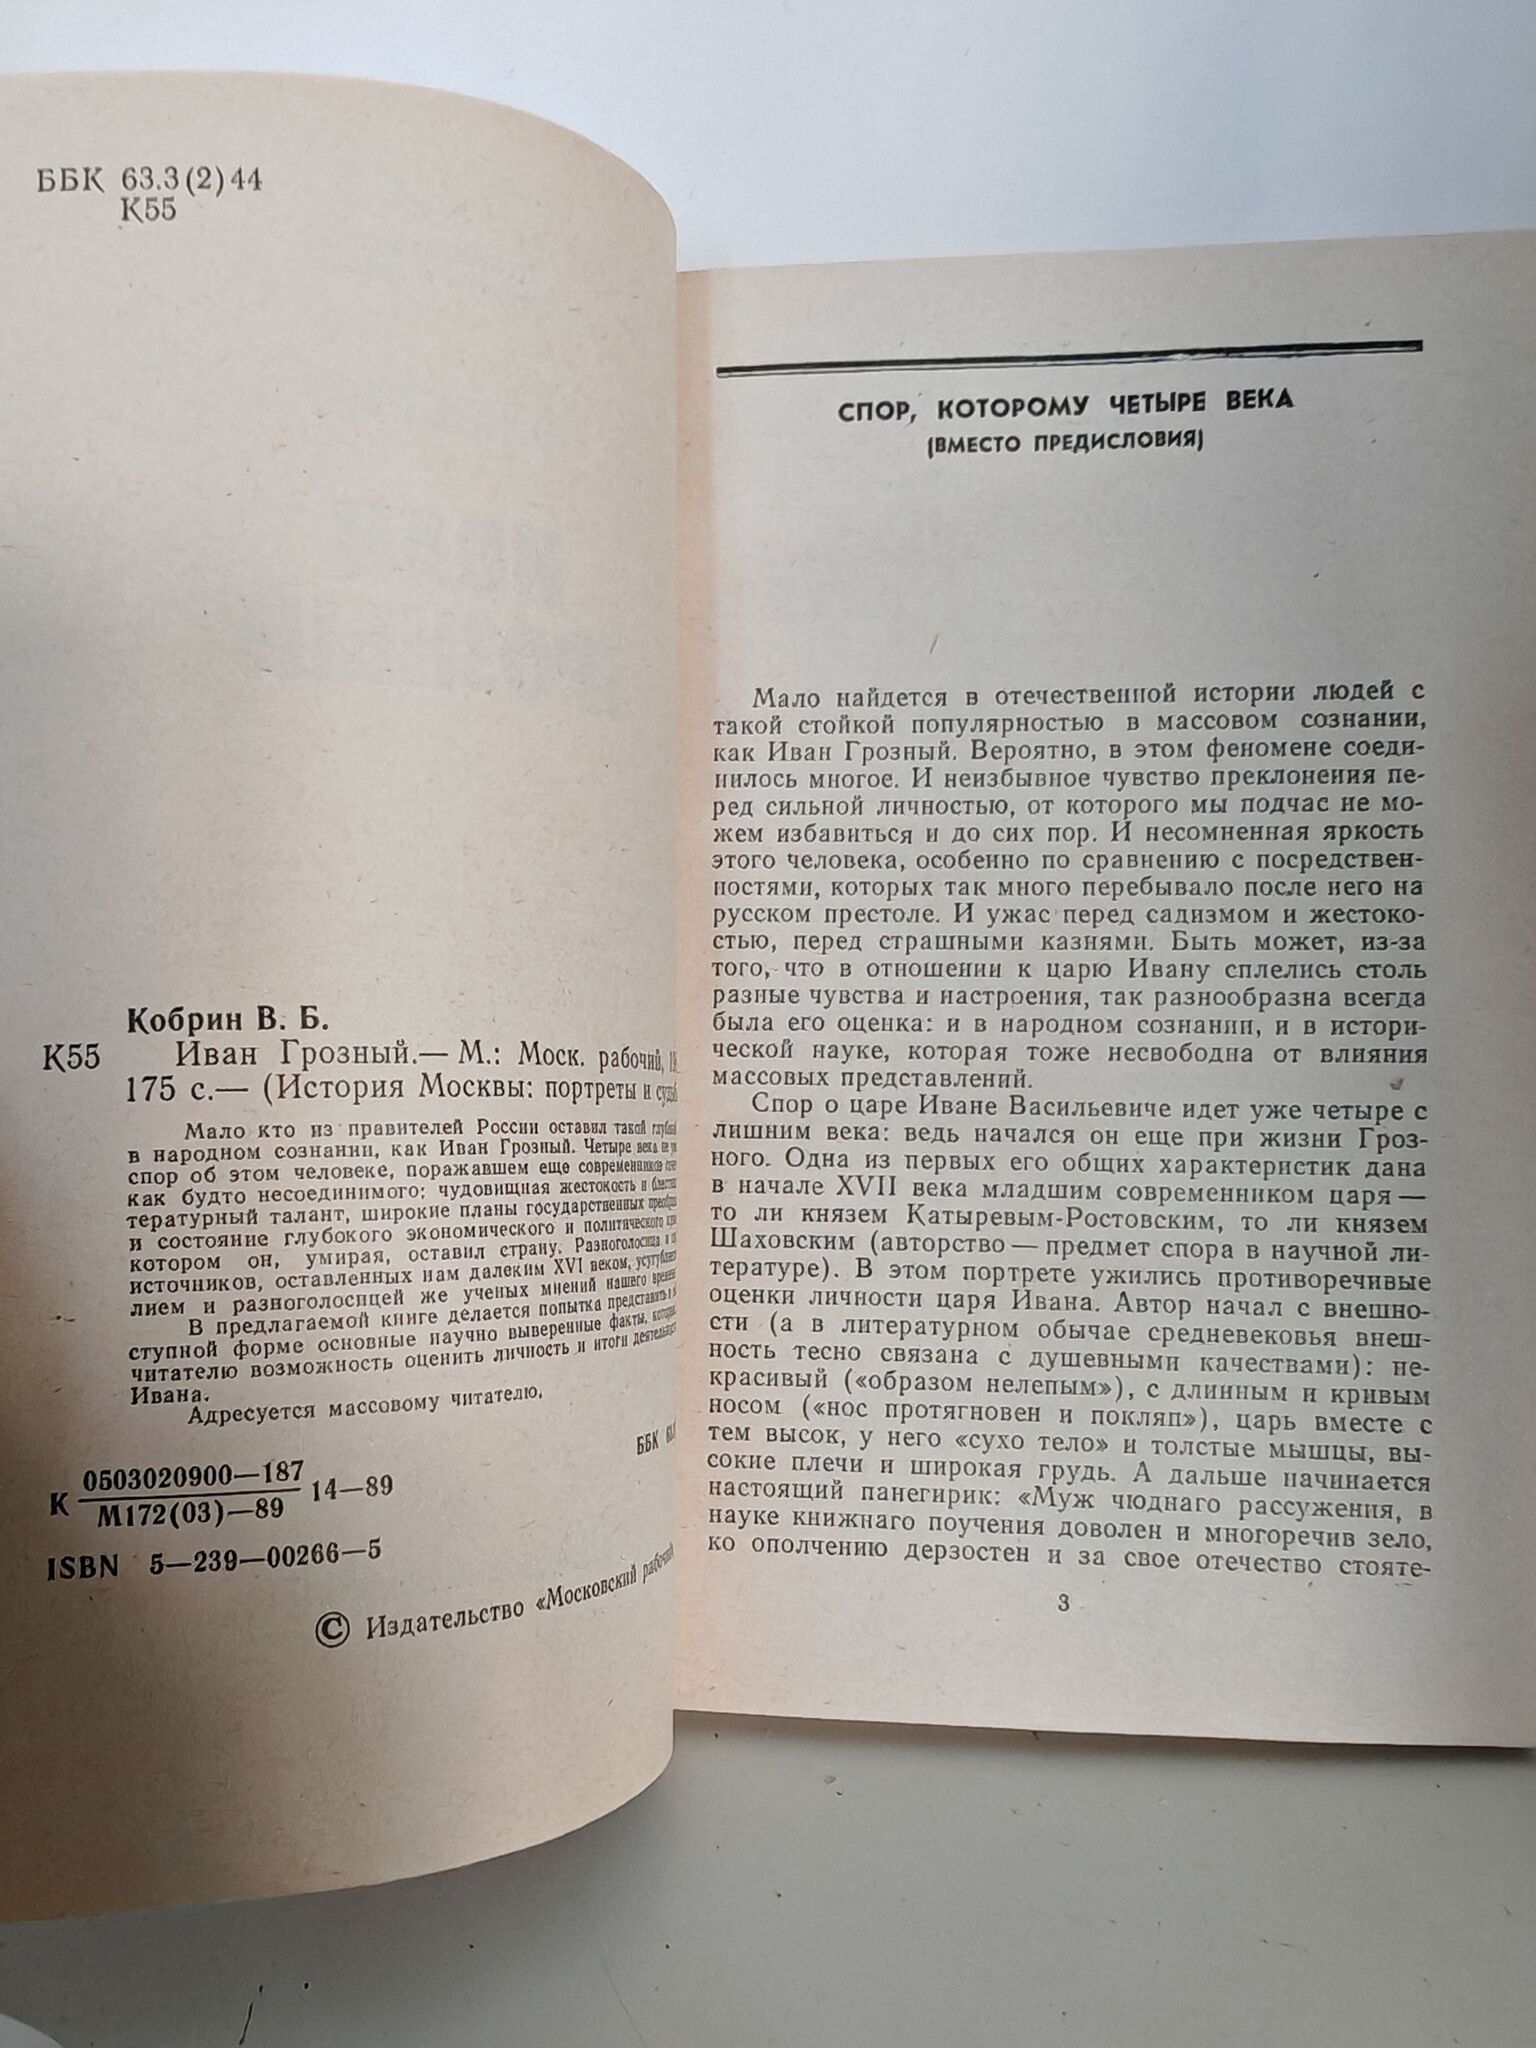 ББК 63.3(2)44
К55
Кобрин В. Б.
К55 Иван Грозный.— М.: Моск. рабочий,
175 с.— (История Москвы: портреты и
Мало кто из правителей России оставил такой
в народном сознании, как Иван Грозный. Четыре века не
спор об этом человеке, поражавшем еще современников
как будто несоединимого: чудовищная жестокость и
тературный талант, широкие планы государственных
и состояние глубокого экономического и политического
котором он, умирая, оставил страну. Разноголосица и
источников, оставленных нам далеким XVI веком,
лием и разноголосицей же ученых мнений нашего
В предлагаемой книге делается попытка представить в
ступной форме основные научно выверенные факты,
читателю возможность оценить личность и итоги
Ивана.
Адресуется массовому читателю.
ББК
К 0503020900—187 14—89
М172(03)—89
ISBN 5—239—00266—5
© Издательство «Московский рабочий
СПОР, КОТОРОМУ ЧЕТЫРЕ ВЕКА
(ВМЕСТО ПРЕДИСЛОВИЯ)
Мало найдется в отечественной истории людей с
такой стойкой популярностью в массовом сознании,
как Иван Грозный. Вероятно, в этом феномене соеди-
нилось многое. И неизбывное чувство преклонения пе-
ред сильной личностью, от которого мы подчас не мо-
жем избавиться и до сих пор. И несомненная яркость
этого человека, особенно по сравнению с посредствен-
ностями, которых так много перебывало после него на
русском престоле. И ужас перед садизмом и жестоко-
стью, перед страшными казнями. Быть может, из-за
того, что в отношении к царю Ивану сплелись столь
разные чувства и настроения, так разнообразна всегда
была его оценка: и в народном сознании, и в истори-
ческой науке, которая тоже несвободна от влияния
массовых представлений.
Спор о царе Иване Васильевиче идет уже четыре с
лишним века: ведь начался он еще при жизни Гроз-
ного. Одна из первых его общих характеристик дана
в начале XVII века младшим современником царя —
то ли князем Катыревым-Ростовским, то ли князем
Шаховским (авторство — предмет спора в научной ли-
тературе). В этом портрете ужились противоречивые
оценки личности царя Ивана. Автор начал с внешно-
сти (а в литературном обычае средневековья внеш-
ность тесно связана с душевными качествами): не-
красивый («образом нелепым»), с длинным и кривым
носом («нос протягновен и покляп»), царь вместе с
тем высок, у него «сухо тело» и толстые мышцы, вы-
сокие плечи и широкая грудь. А дальше начинается
настоящий панегирик: «Муж чюднаго рассужения, в
науке книжнаго поучения доволен и многоречив зело,
ко ополчению дерзостен и за свое отечество стояте-
3